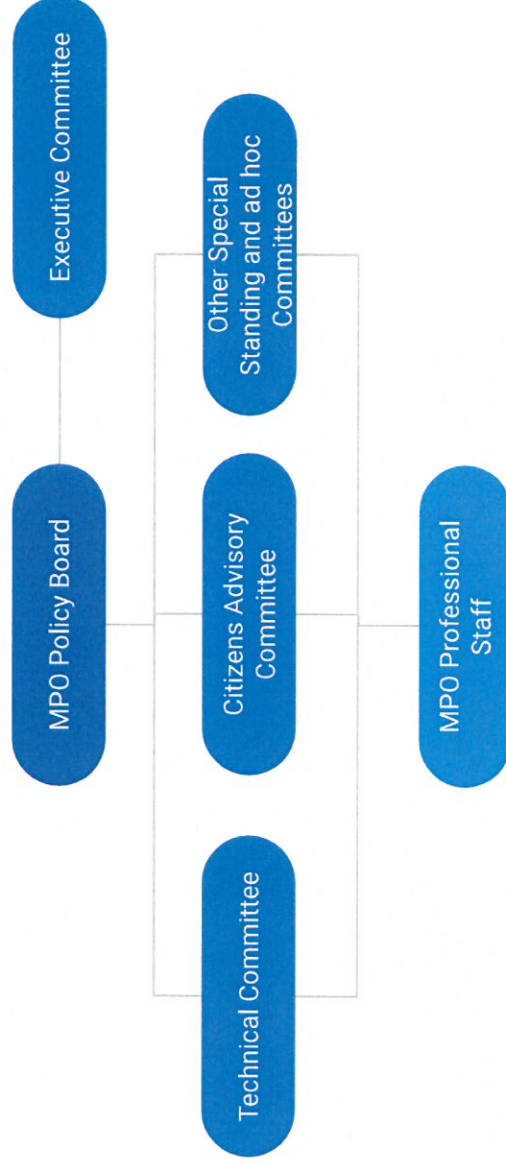 MPO Policy Board
Executive Committee
Technical Committee
Citizens Advisory
Committee
Other Special
Standing and ad hoc
Committees
MPO Professional
Staff